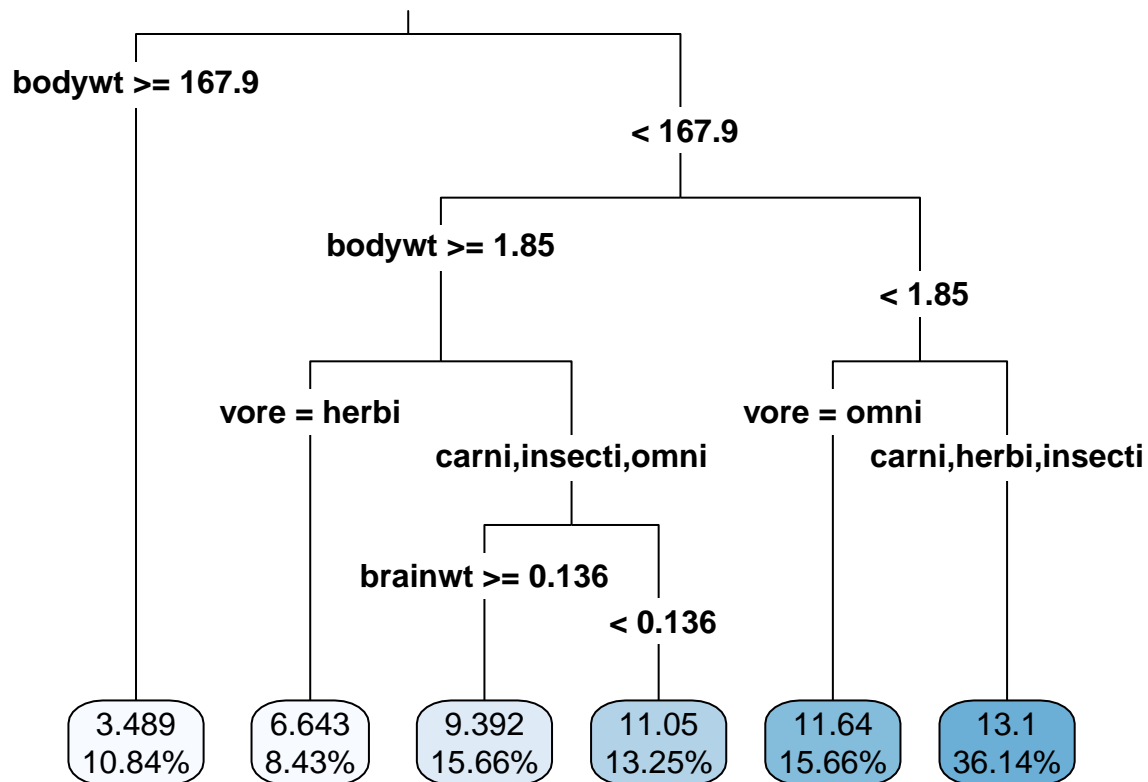 bodywt >= 167.9
< 167.9
bodywt >= 1.85
< 1.85
vore = herbi
vore = omni
carni,insecti,omni
carni,herbi,insecti
brainwt >= 0.136
< 0.136
3.489
10.84%
6.643
8.43%
9.392
15.66%
11.05
13.25%
11.64
15.66%
13.1
36.14%